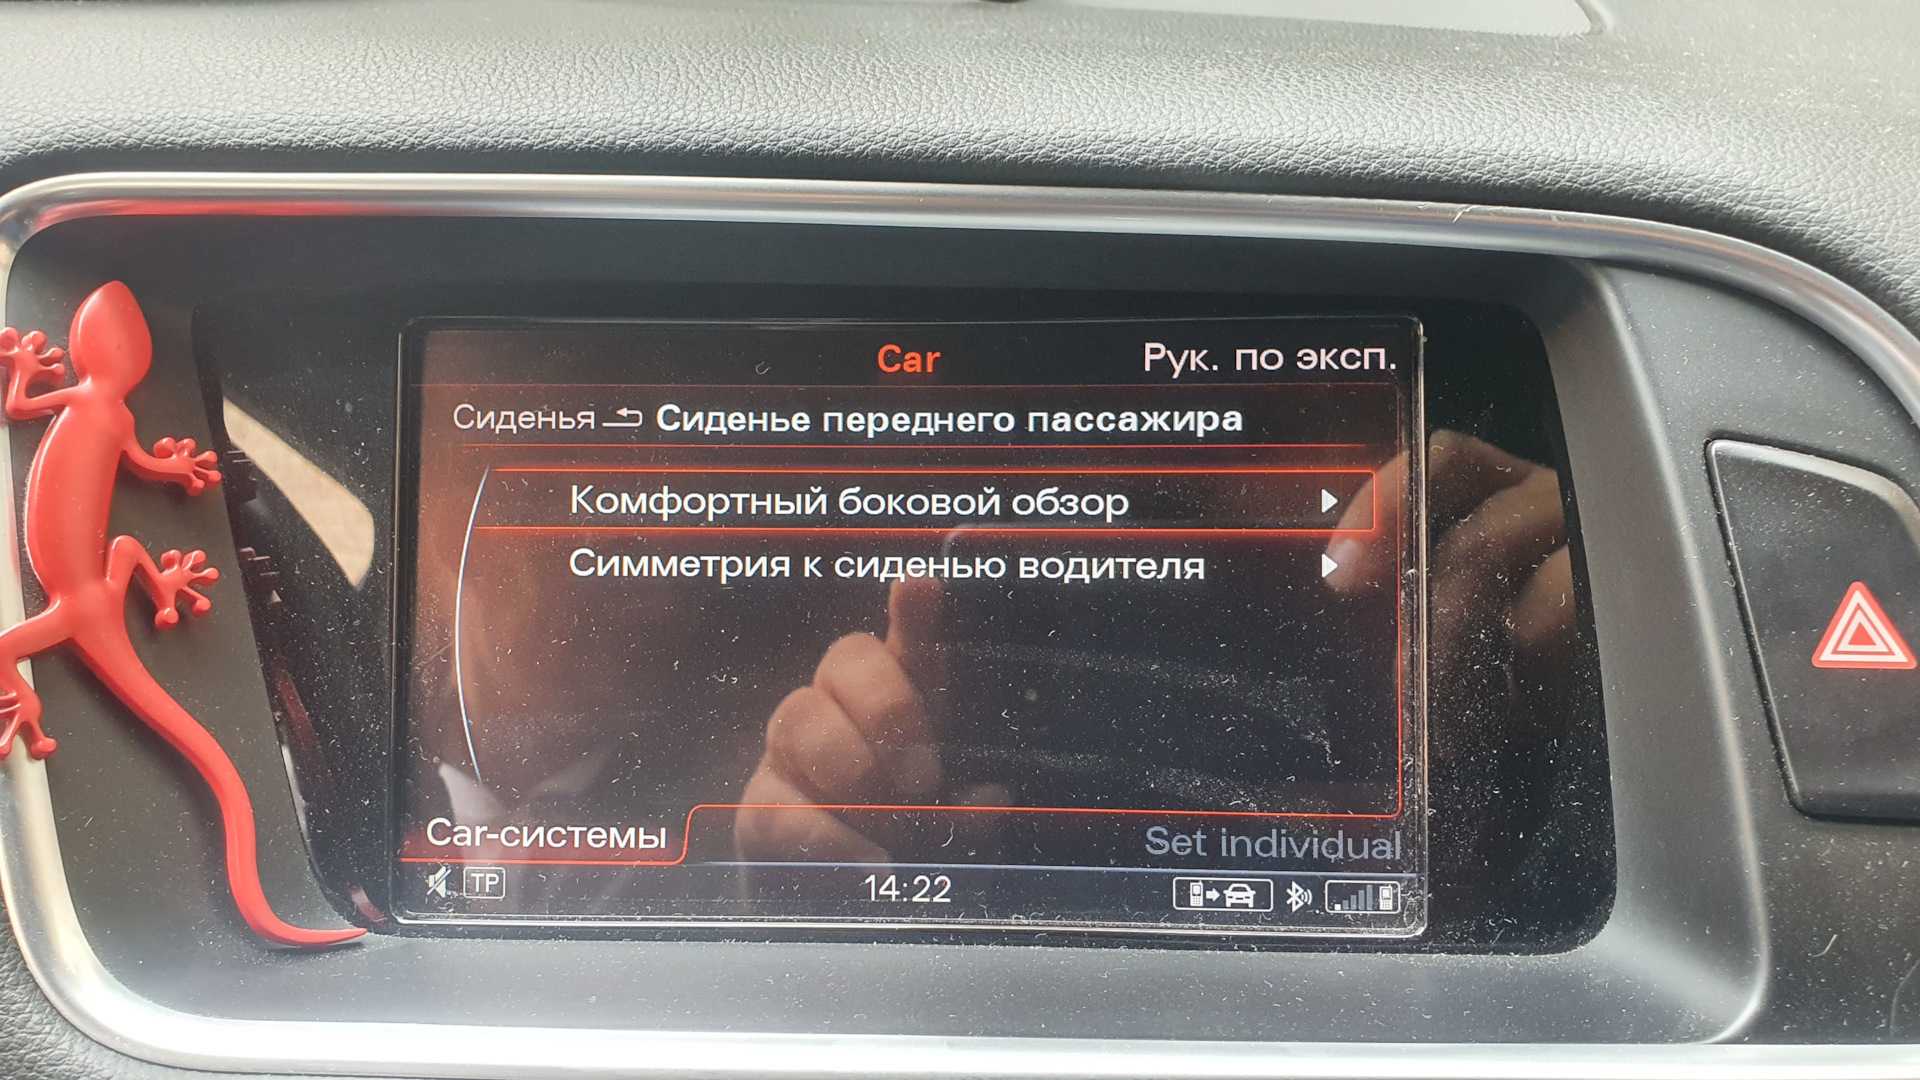 Car
Рук. по эксп.
Сиденья Сиденье переднего пассажира
Комфортный боковой обзор
Симметрия к сиденью водителя
Car-системы
Set individual
TP
14:22